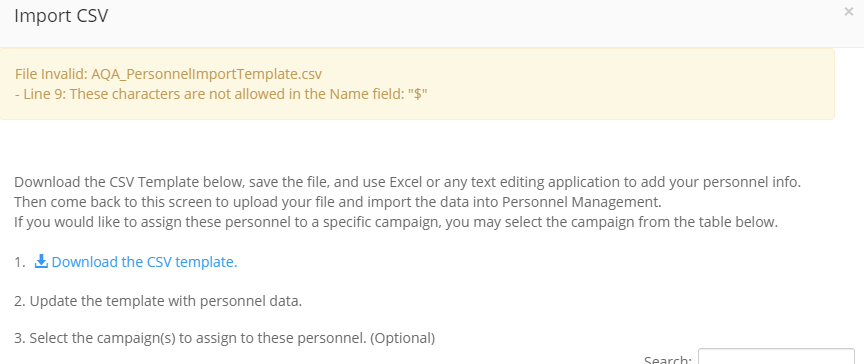 Import CSV
×
File Invalid: AQA_PersonnelImportTemplate.csv
- Line 9: These characters are not allowed in the Name field: "$"
Download the CSV Template below, save the file, and use Excel or any text editing application to add your personnel info.
Then come back to this screen to upload your file and import the data into Personnel Management.
If you would like to assign these personnel to a specific campaign, you may select the campaign from the table below.
1. Download the CSV template.
2. Update the template with personnel data.
3. Select the campaign(s) to assign to these personnel. (Optional)
Search: